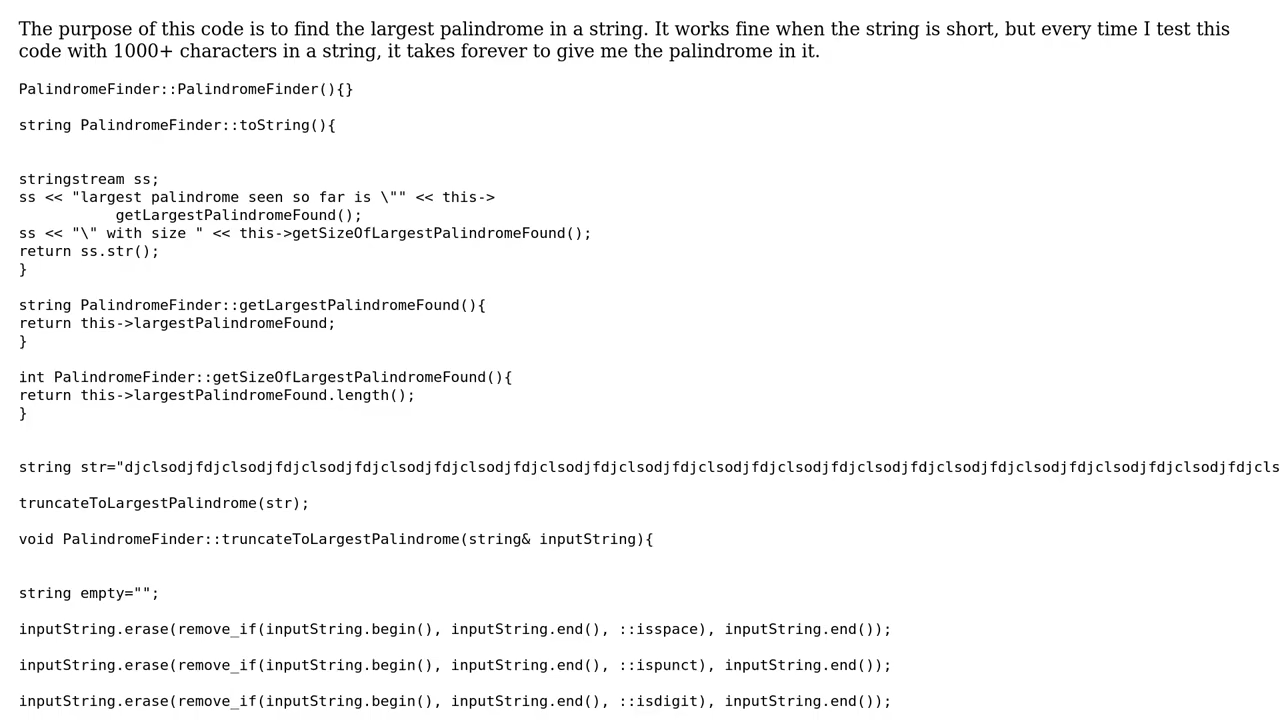 The purpose of this code is to find the largest palindrome in a string. It works fine when the string is short, but every time I test this
code with 1000+ characters in a string, it takes forever to give me the palindrome in it.
PalindromeFinder::PalindromeFinder(){}
string PalindromeFinder::toString(){
stringstream ss;
ss << "largest palindrome seen so far is \"" << this->
getLargestPalindromeFound();
ss << "\" with size " << this->getSizeOfLargestPalindromeFound();
return ss.str();
}
string PalindromeFinder::getLargestPalindromeFound(){
return this->largestPalindromeFound;
}
int PalindromeFinder::getSizeOfLargestPalindromeFound(){
return this->largestPalindromeFound.length();
}
string str="djclsodjfdjclsodjfdjclsodjfdjclsodjfdjclsodjfdjclsodjfdjclsodjfdjclsodjfdjclsodjfdjclsodjfdjclsodjfdjclsodjfdjclsodjfdjclsodjfdjcls
truncateToLargestPalindrome(str);
void PalindromeFinder::truncateToLargestPalindrome(string& inputString){
string empty="";
inputString.erase(remove_if(inputString.begin(), inputString.end(), ::isspace), inputString.end());
inputString.erase(remove_if(inputString.begin(), inputString.end(), ::ispunct), inputString.end());
inputString.erase(remove_if(inputString.begin(), inputString.end(), ::isdigit), inputString.end());